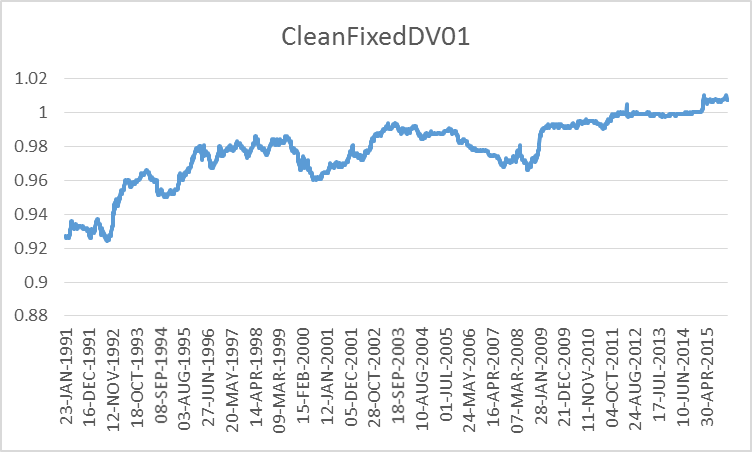 CleanFixedDV01
1.02
1
0.98
0.96
0.94
0.92
0.9
0.88
23-JAN-1991
16-DEC-1991
12-NOV-1992
18-OCT-1993
08-SEP-1994
03-AUG-1995
27-JUN-1996
20-MAY-1997
14-APR-1998
09-MAR-1999
15-FEB-2000
12-JAN-2001
05-DEC-2001
28-OCT-2002
18-SEP-2003
10-AUG-2004
01-JUL-2005
24-MAY-2006
16-APR-2007
07-MAR-2008
28-JAN-2009
21-DEC-2009
11-NOV-2010
04-OCT-2011
24-AUG-2012
17-JUL-2013
10-JUN-2014
30-APR-2015